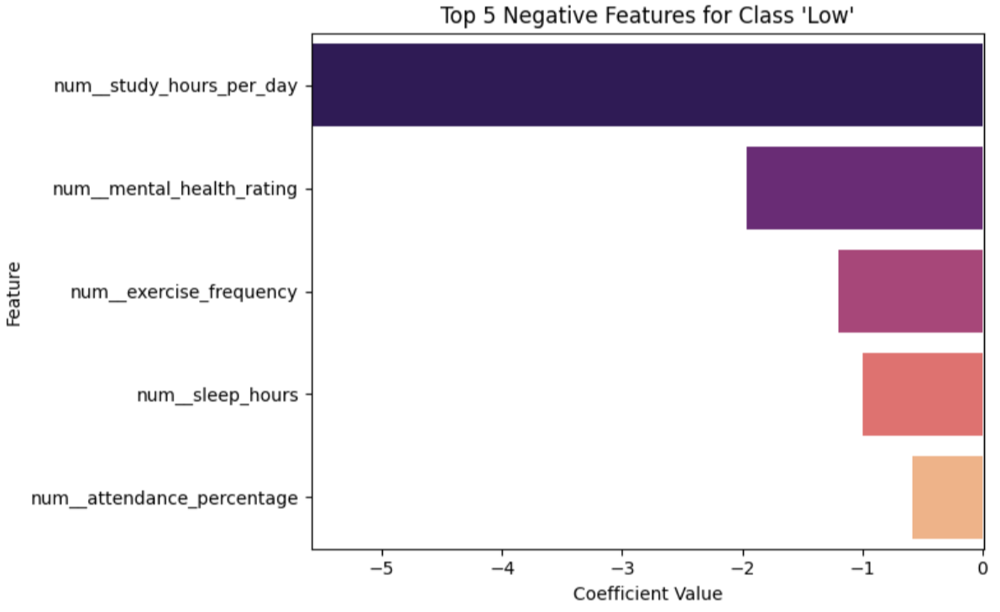 Top 5 Negative Features for Class 'Low'
num__study_hours_per_day
num__mental_health_rating
num__exercise_frequency
num__sleep_hours
num__attendance_percentage
Feature
−5 −4 −3 −2 −1 0
Coefficient Value